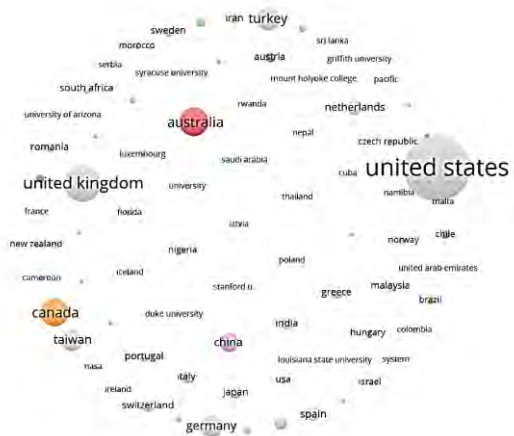 iran turkey
sweden
sri lanka
morocco
austria
griffith university
serbia
syracuse university
mount holyoke college
pacific
south africa
rwanda
netherlands
university of arizona
australia
nepal
czech republic
romania
luxembourg
saudi arabia
united states
cuba
united kingdom
university
thailand
namibia
malta
france
florida
latvia
chile
norway
new zealand
nigeria
poland
iceland
united arab emirates
cameroon
stanford u.
greece
malaysia
brazil
canada
duke university
india
hungary
colombia
taiwan
china
portugal
louisiana state university
system
nasa
italy
usa
israel
ireland
japan
switzerland
spain
germany